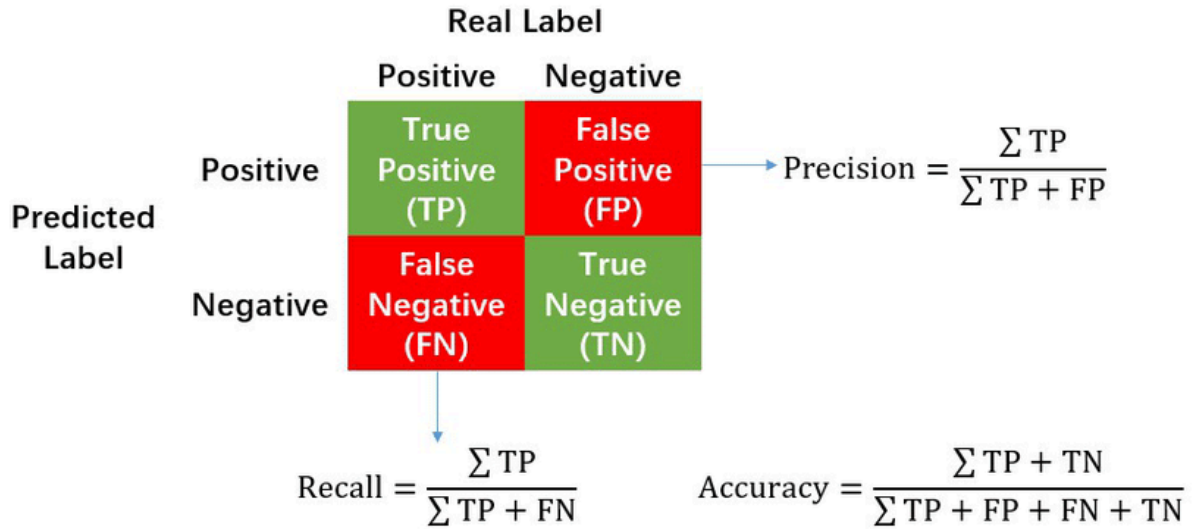 Real Label
Positive Negative
Positive
True
Positive
(TP)
False
Positive
(FP)
Precision = ∑ TP / ∑ TP + FP
Predicted
Label
Negative
False
Negative
(FN)
True
Negative
(TN)
Recall = ∑ TP / ∑ TP + FN
Accuracy = ∑ TP + TN / ∑ TP + FP + FN + TN